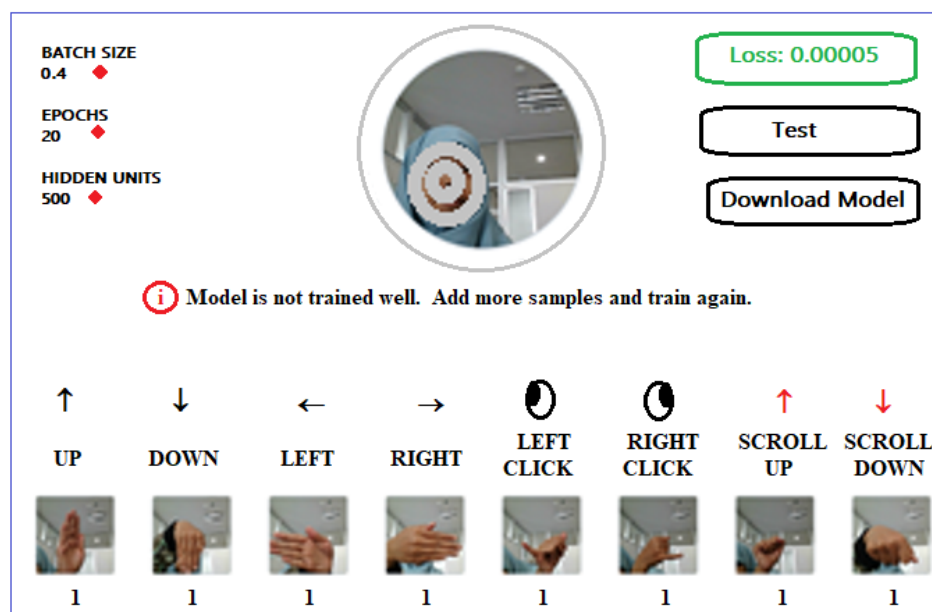 BATCH SIZE
0.4
EPOCHS
20
HIDDEN UNITS
500
Loss: 0.00005
Test
Download Model
i Model is not trained well. Add more samples and train again.
↑ ↓ ← → ↑ ↓
UP DOWN LEFT RIGHT LEFT CLICK RIGHT CLICK SCROLL UP SCROLL DOWN
1 1 1 1 1 1 1 1